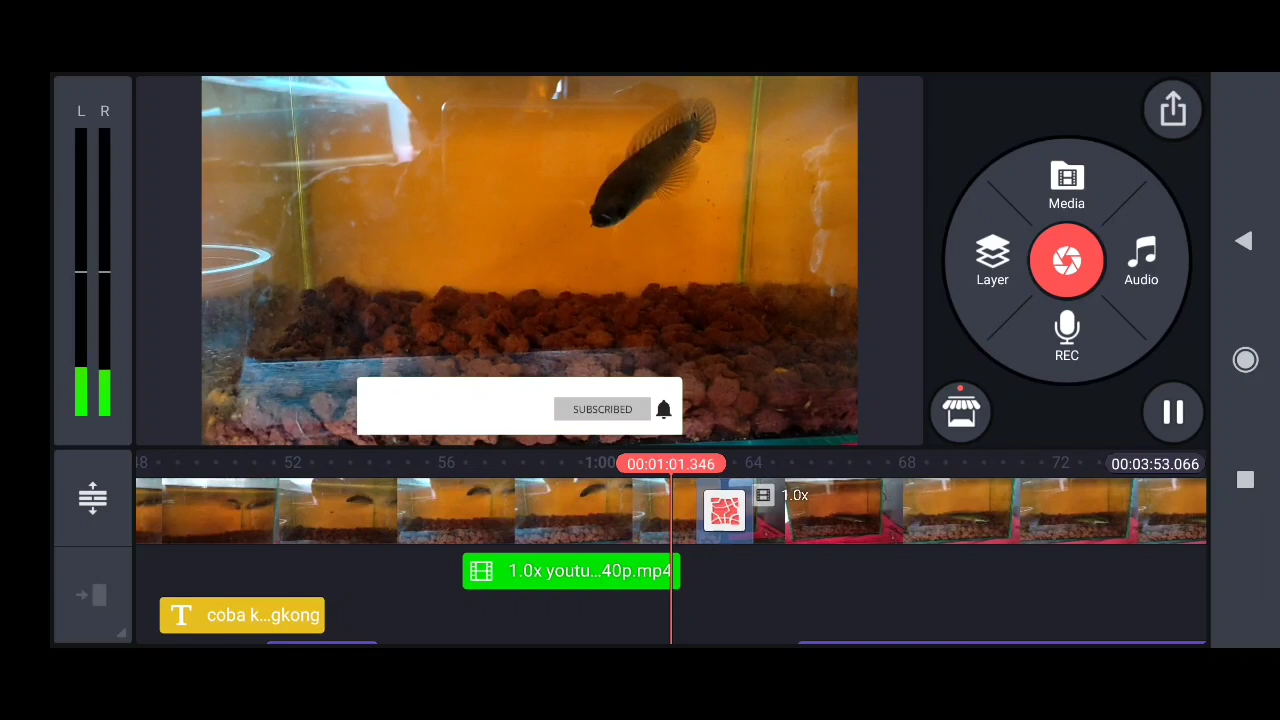 L R
Media
Layer
Audio
REC
SUBSCRIBED
48 52 56 1:00 00:01:01.346 64 68 72 00:03:53.066
1.0x
1.0x youtu...40p.mp4
T coba k...gkong